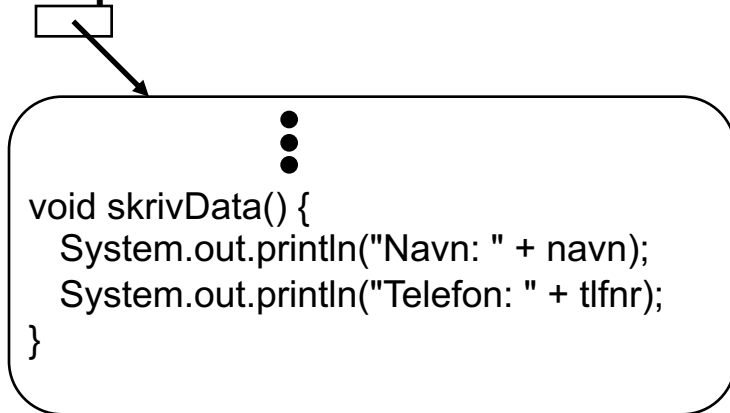 void skrivData() {
System.out.println("Navn: " + navn);
System.out.println("Telefon: " + tlfnr);
}